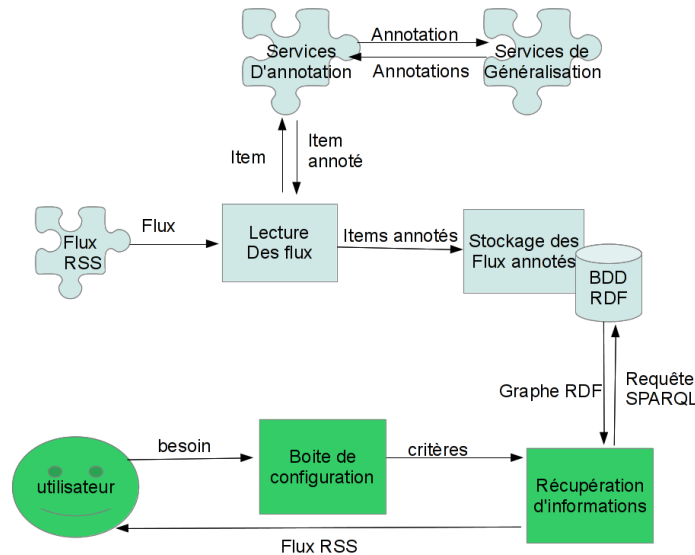 Services
D'annotation
Annotation
Annotations
Services de
Généralisation
Item
Item
annoté
Flux
RSS
Flux
Lecture
Des flux
Items annotés
Stockage des
Flux annotés
BDD
RDF
Graphe RDF
Requête
SPARQL
utilisateur
besoin
Boite de
configuration
critères
Récupération
d'informations
Flux RSS